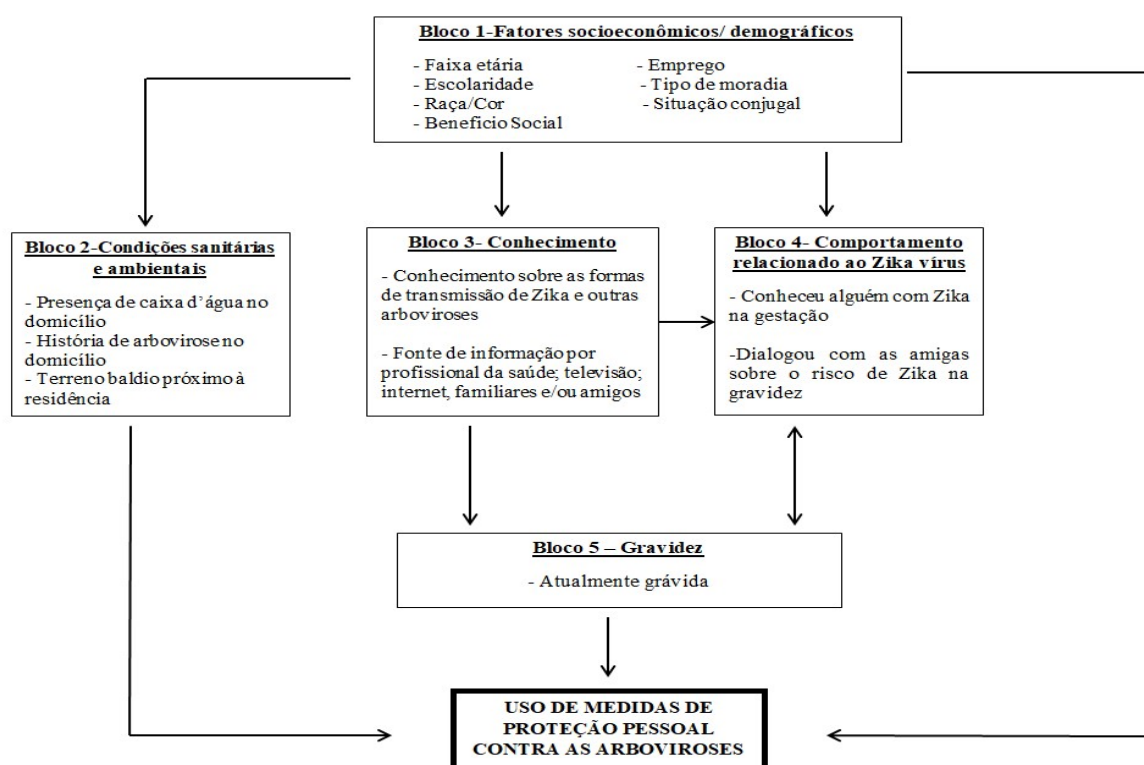 Bloco 1-Fatores socioeconômicos/ demográficos
- Faixa etária
- Escolaridade
- Raça/Cor
- Beneficio Social
- Emprego
- Tipo de moradia
- Situação conjugal
Bloco 2-Condições sanitárias
e ambientais
- Presença de caixa d'água no
domicílio
- História de arbovirose no
domicílio
- Terreno baldio próximo à
residência
Bloco 3- Conhecimento
- Conhecimento sobre as formas
de transmissão de Zika e outras
arboviroses
- Fonte de informação por
profissional da saúde; televisão;
internet, familiares e/ou amigos
Bloco 4- Comportamento
relacionado ao Zika vírus
- Conheceu alguém com Zika
na gestação
-Dialogou com as amigas
sobre o risco de Zika na
gravidez
Bloco 5 – Gravidez
- Atualmente grávida
USO DE MEDIDAS DE
PROTEÇÃO PESSOAL
CONTRA AS ARBOVIROSES